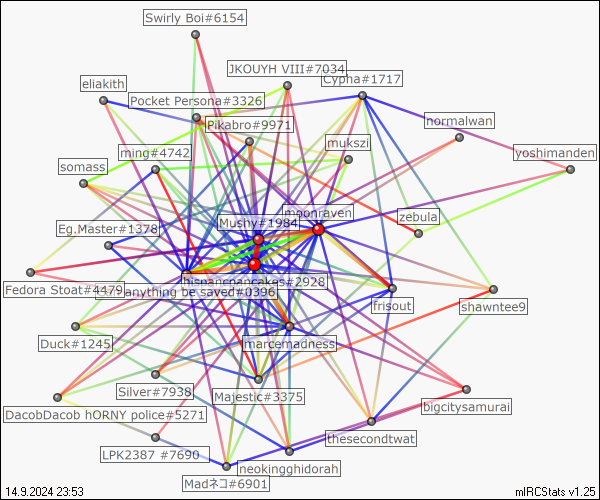 Swirly Boi#6154
JKOUYH VIII#7034
Cypha#1717
eliakith
Pocket Persona#3326
normalwan
Pikabro#9971
mukszi
ming#4742
yoshimanden
somass
moonraven
zebula
Mushy#1984
Eg.Master#1378
hispanicpancakes#2928
Fedora Stoat#4479
anything be saved#0396
frisout
shawntee9
Duck#1245
marcemadness
Silver#7938
Majestic#3375
bigcitysamurai
DacobDacob hORNY police#5271
thesecondtwat
LPK2387 #7690
neokingghidorah
Madネコ#6901
14.9.2024 23:53
mIRCStats v1.25